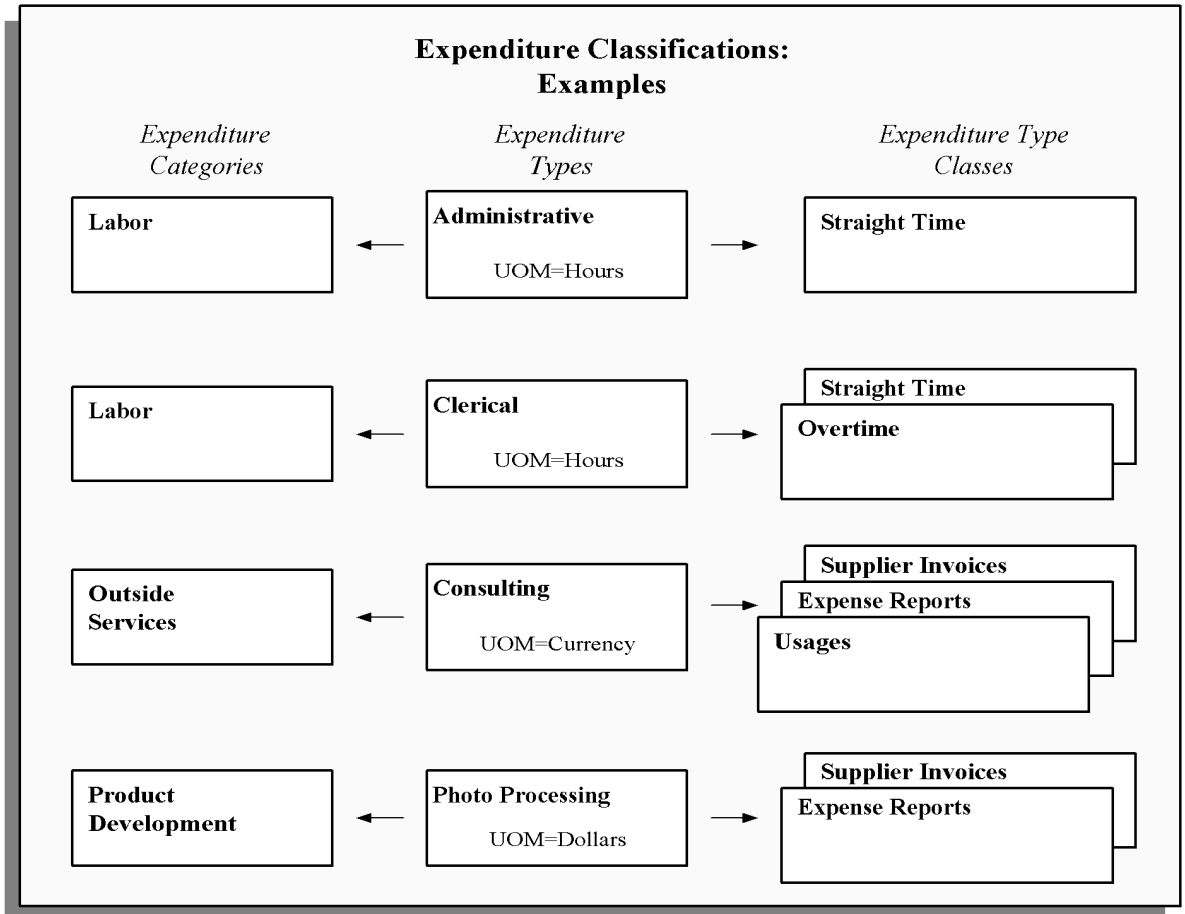 Expenditure Classifications:
Examples
Expenditure
Categories
Expenditure
Types
Expenditure Type
Classes
Labor
Administrative
UOM=Hours
Straight Time
Labor
Clerical
UOM=Hours
Straight Time
Overtime
Outside
Services
Consulting
UOM=Currency
Supplier Invoices
Expense Reports
Usages
Product
Development
Photo Processing
UOM=Dollars
Supplier Invoices
Expense Reports